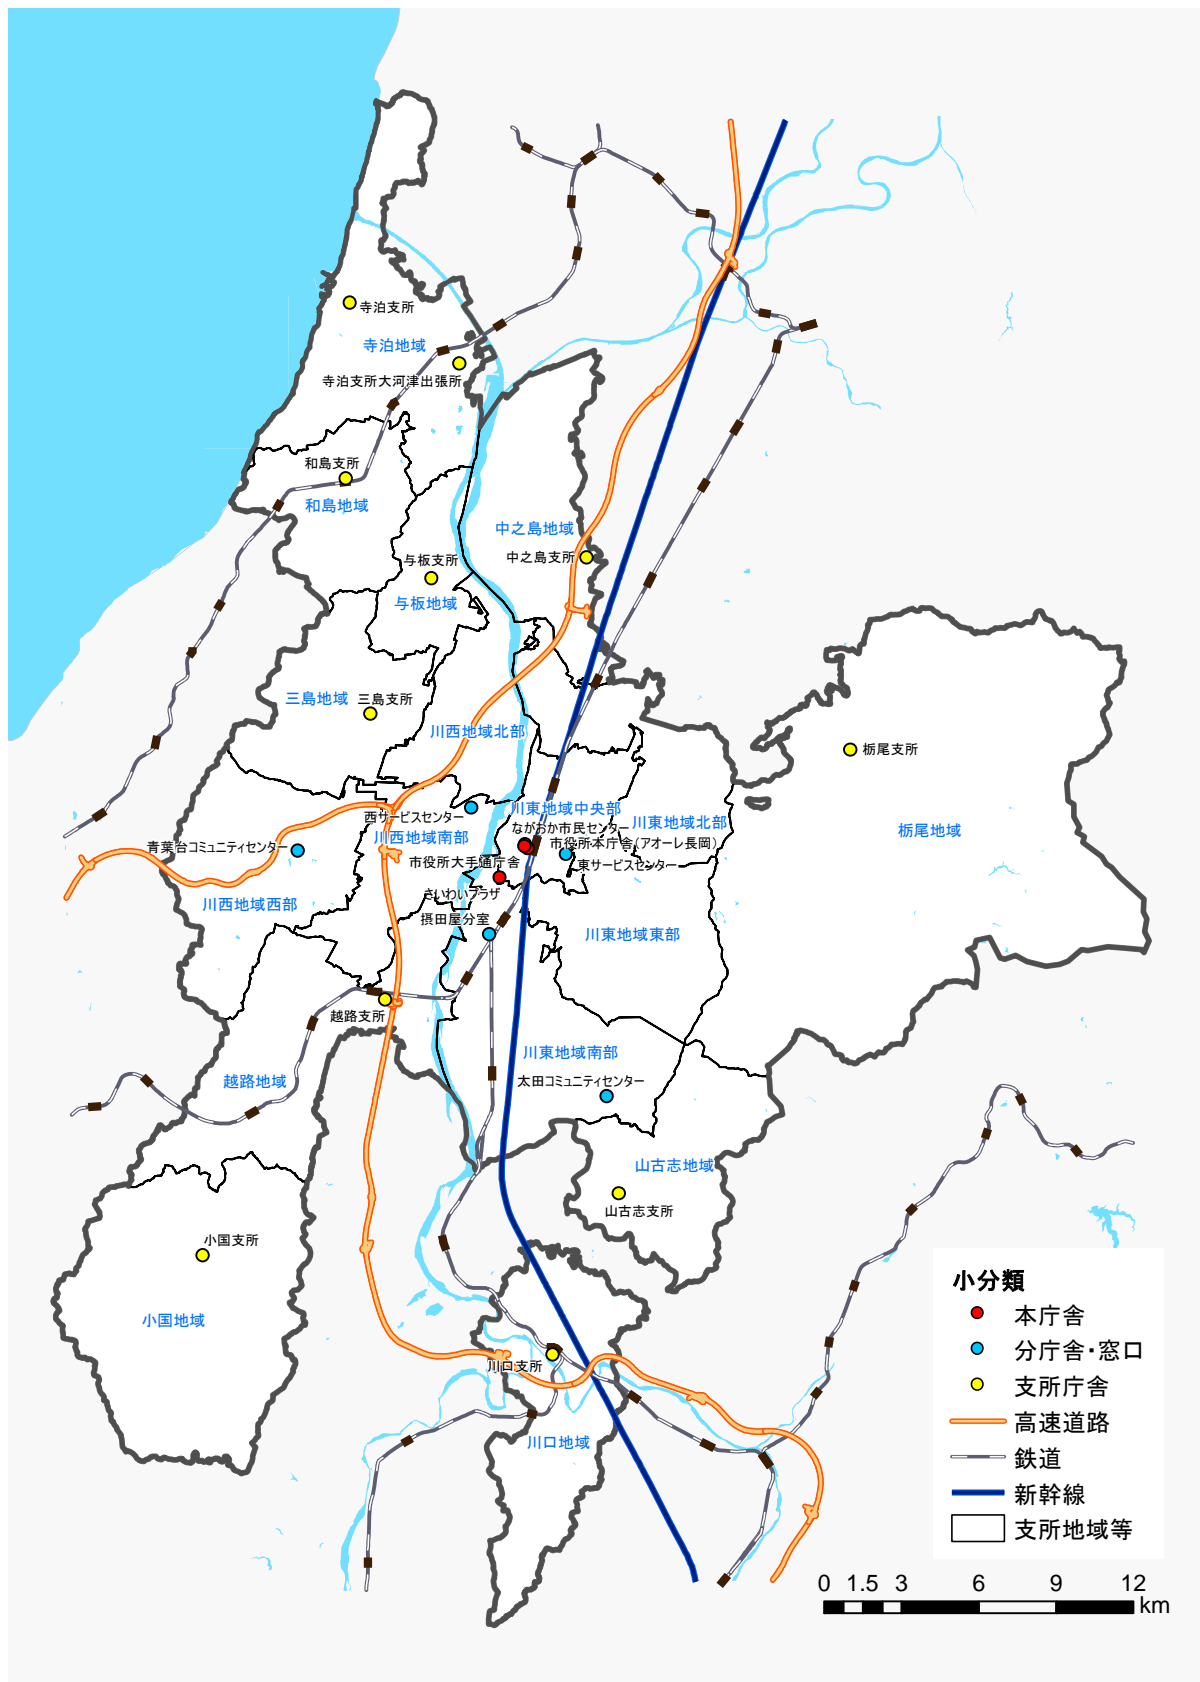 寺泊支所
寺泊地域
寺泊支所大河津出張所
和島支所
和島地域
中之島地域
中之島支所
与板支所
与板地域
三島地域
三島支所
川西地域北部
栃尾支所
西サービスセンター
川東地域中央部
川東地域北部
栃尾地域
ながおか市民センター
川西地域南部
市役所本庁舎(アオーレ長岡)
青葉台コミュニティセンター
市役所大手通庁舎
東サービスセンター
さいわいプラザ
川西地域西部
摂田屋分室
川東地域東部
越路支所
川東地域南部
越路地域
太田コミュニティセンター
山古志地域
山古志支所
小国支所
小国地域
川口支所
川口地域
小分類
本庁舎
分庁舎・窓口
支所庁舎
高速道路
鉄道
新幹線
支所地域等
0 1.5 3 6 9 12
km